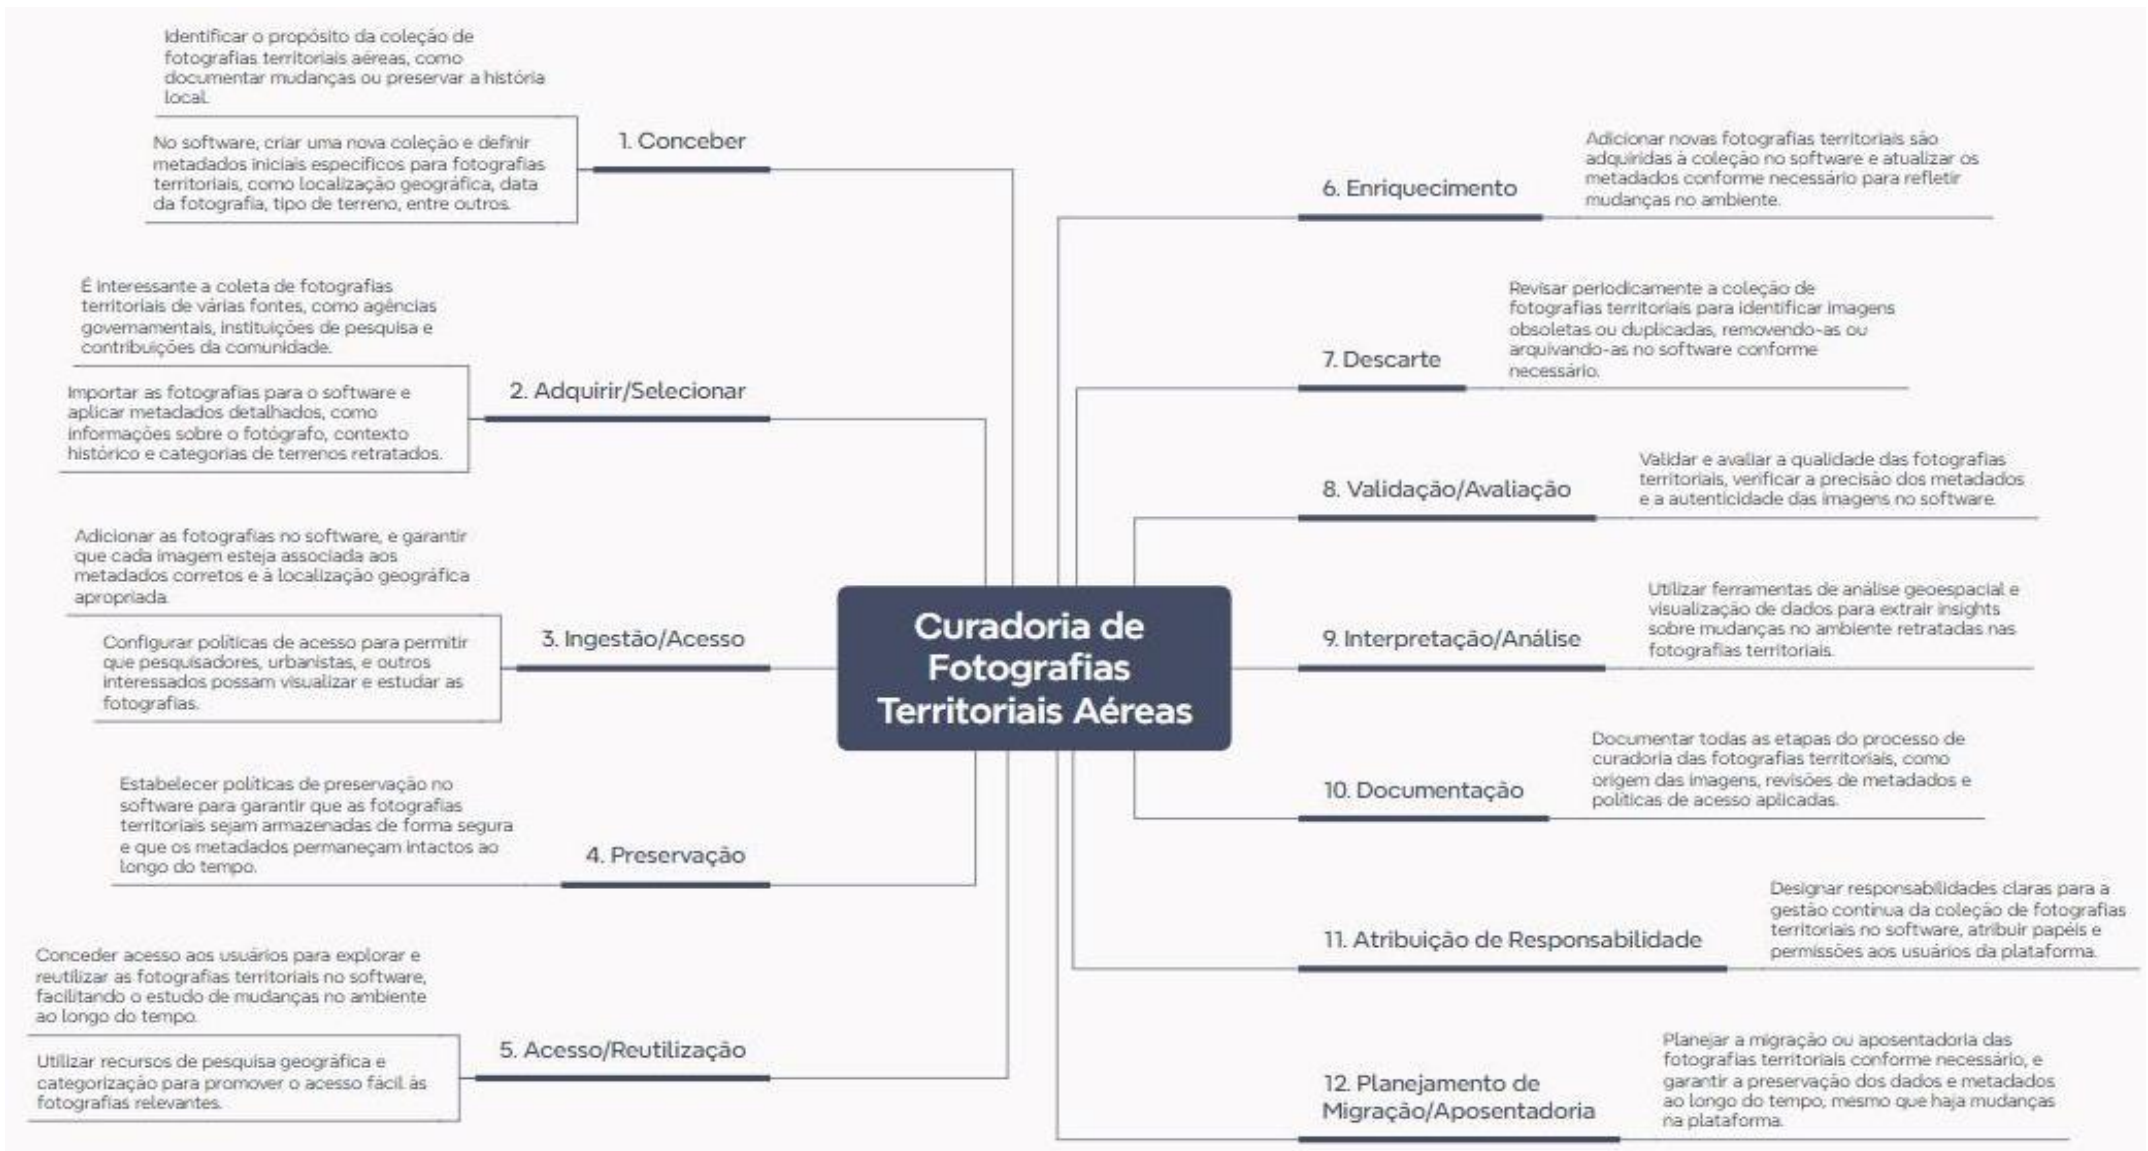 Curadoria de
Fotografias
Territoriais Aéreas
1. Conceber
Identificar o propósito da coleção de
fotografias territoriais aéreas, como
documentar mudanças ou preservar a história
local.
No software, criar uma nova coleção e definir
metadados iniciais específicos para fotografias
territoriais, como localização geográfica, data
da fotografia, tipo de terreno, entre outros.
2. Adquirir/Selecionar
É interessante a coleta de fotografias
territoriais de várias fontes, como agências
governamentais, instituições de pesquisa e
contribuições da comunidade.
Importar as fotografias para o software e
aplicar metadados detalhados, como
informações sobre o fotógrafo, contexto
histórico e categorias de terrenos retratados.
3. Ingestão/Acesso
Adicionar as fotografias no software, e garantir
que cada imagem esteja associada aos
metadados corretos e à localização geográfica
apropriada.
Configurar políticas de acesso para permitir
que pesquisadores, urbanistas, e outros
interessados possam visualizar e estudar as
fotografias.
4. Preservação
Estabelecer políticas de preservação no
software para garantir que as fotografias
territoriais sejam armazenadas de forma segura
e que os metadados permaneçam intactos ao
longo do tempo.
5. Acesso/Reutilização
Conceder acesso aos usuários para explorar e
reutilizar as fotografias territoriais no software,
facilitando o estudo de mudanças no ambiente
ao longo do tempo.
Utilizar recursos de pesquisa geográfica e
categorização para promover o acesso fácil às
fotografias relevantes.
6. Enriquecimento
Adicionar novas fotografias territoriais são
adquiridas à coleção no software e atualizar os
metadados conforme necessário para refletir
mudanças no ambiente.
7. Descarte
Revisar periodicamente a coleção de
fotografias territoriais para identificar imagens
obsoletas ou duplicadas, removendo-as ou
arquivando-as no software conforme
necessário.
8. Validação/Avaliação
Validar e avaliar a qualidade das fotografias
territoriais, verificar a precisão dos metadados
e a autenticidade das imagens no software.
9. Interpretação/Análise
Utilizar ferramentas de análise geoespacial e
visualização de dados para extrair insights
sobre mudanças no ambiente retratadas nas
fotografias territoriais.
10. Documentação
Documentar todas as etapas do processo de
curadoria das fotografias territoriais, como
origem das imagens, revisões de metadados e
políticas de acesso aplicadas.
11. Atribuição de Responsabilidade
Designar responsabilidades claras para a
gestão contínua da coleção de fotografias
territoriais no software, atribuir papéis e
permissões aos usuários da plataforma.
12. Planejamento de
Migração/Aposentadoria
Planejar a migração ou aposentadoria das
fotografias territoriais conforme necessário, e
garantir a preservação dos dados e metadados
ao longo do tempo, mesmo que haja mudanças
na plataforma.